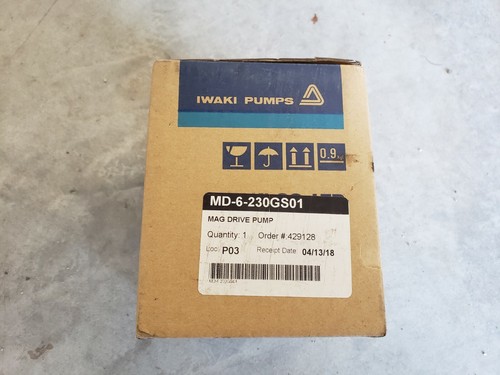 IWAKI PUMPS
0.9
MD-6-230GS01
MAG DRIVE PUMP
Quantity: 1 Order #:429128
Loc: P03 Receipt Date: 04/13/18